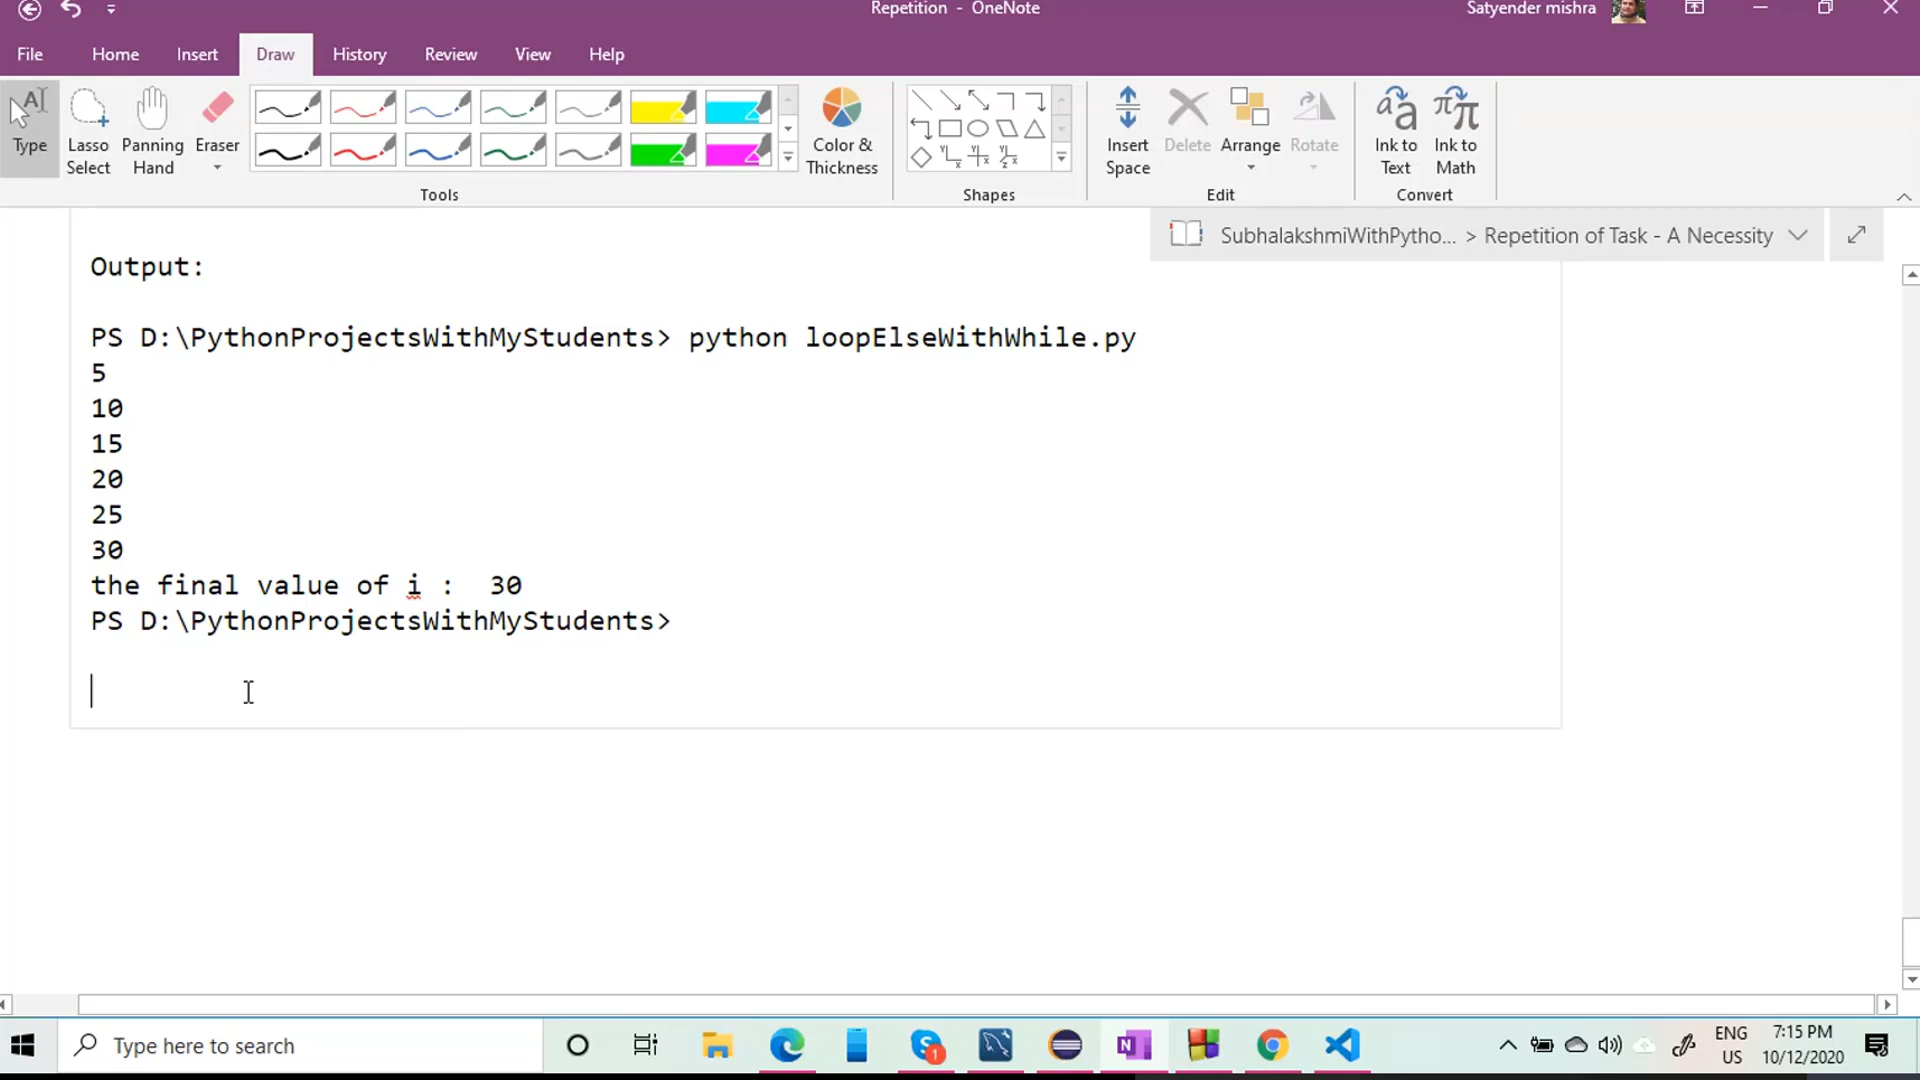 Repetition - OneNote
Satyender mishra
File Home Insert Draw History Review View Help
Type
Lasso Select
Panning Hand
Eraser
Color & Thickness
Insert Space
Delete
Arrange
Rotate
Ink to Text
Ink to Math
Tools
Shapes
Edit
Convert
SubhalakshmiWithPytho... > Repetition of Task - A Necessity
Output:
PS D:\PythonProjectsWithMyStudents> python loopElseWithWhile.py
5
10
15
20
25
30
the final value of i : 30
PS D:\PythonProjectsWithMyStudents>
Type here to search
ENG
US
7:15 PM
10/12/2020